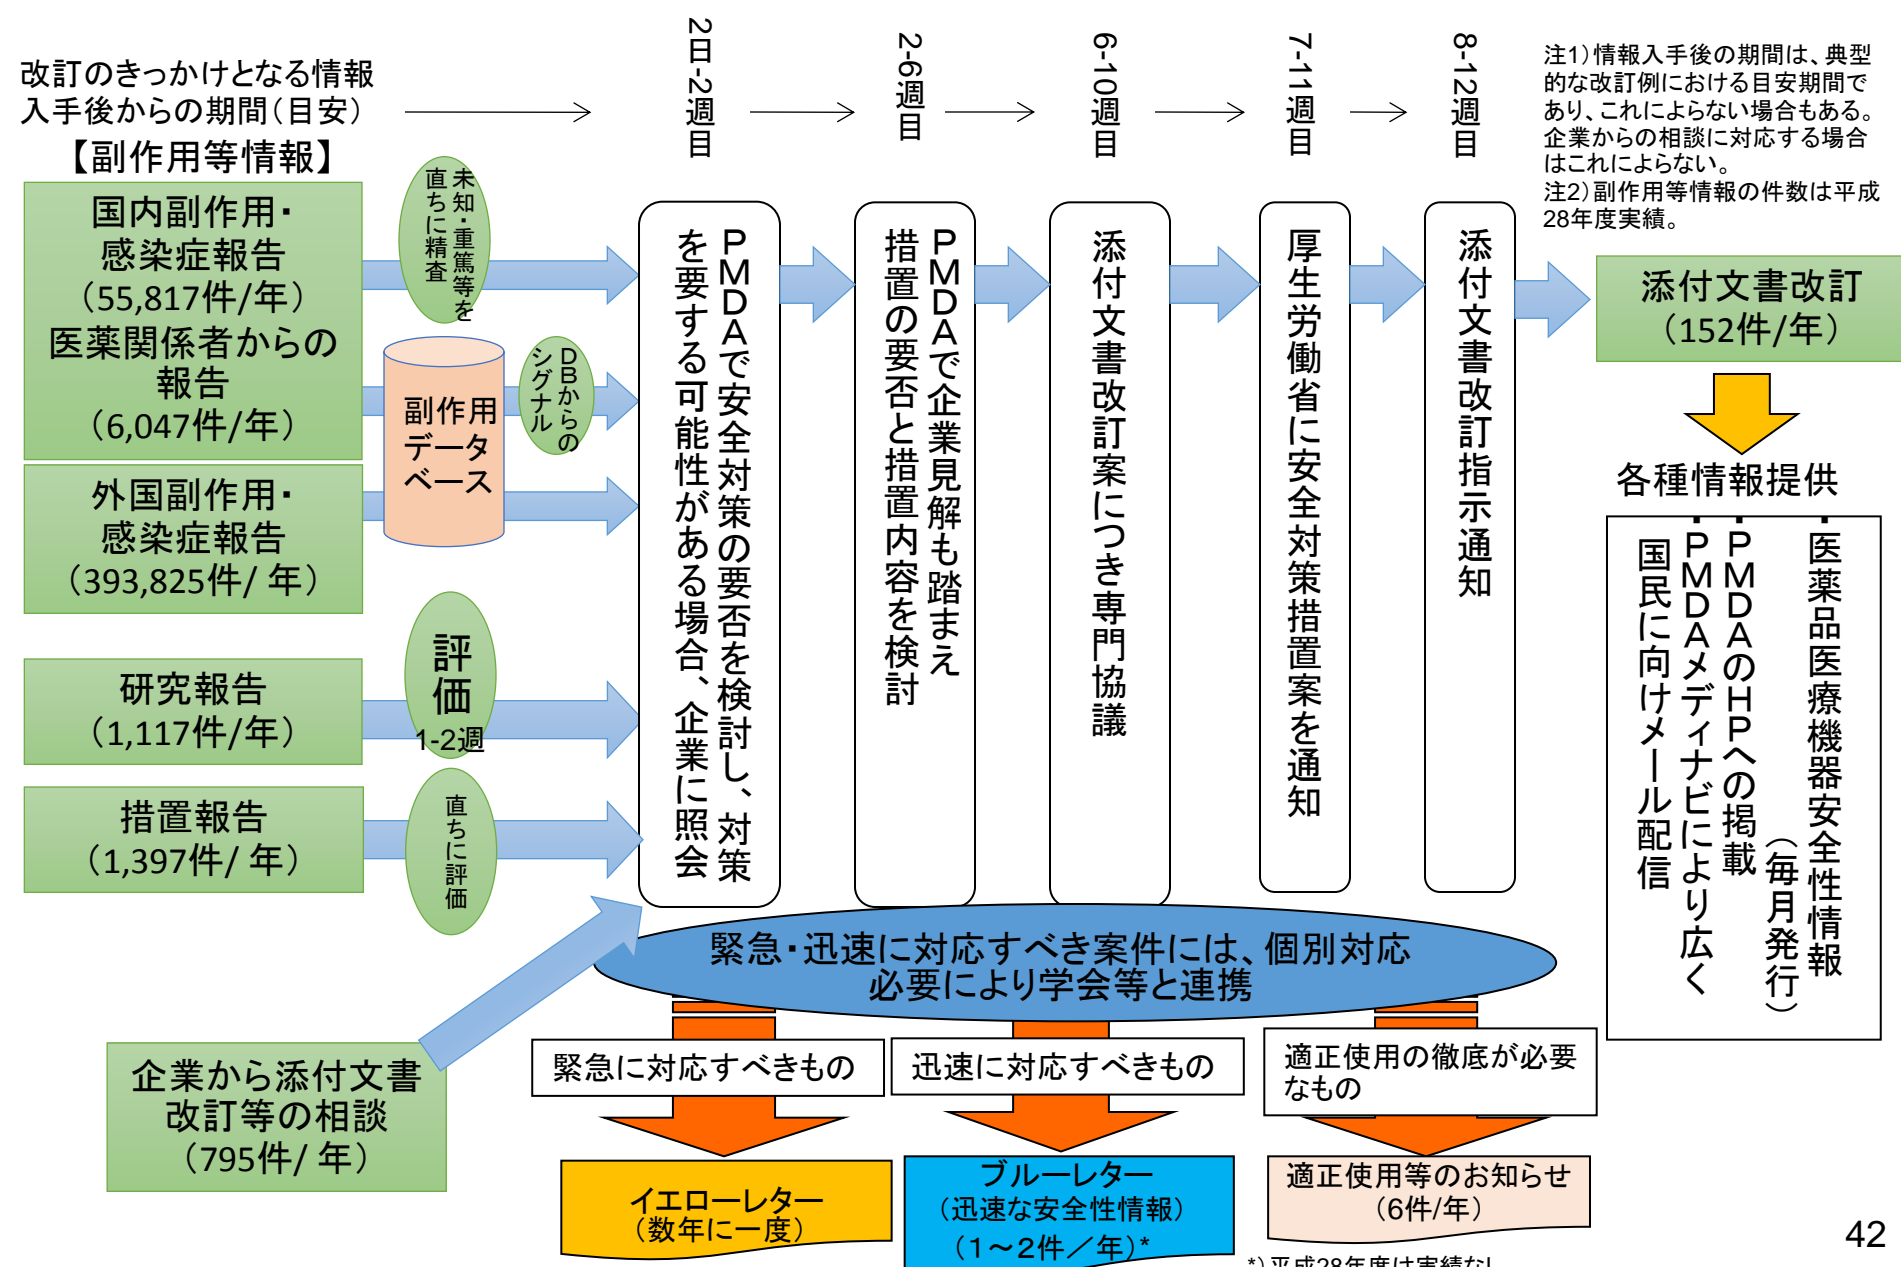 改訂のきっかけとなる情報
入手後からの期間（目安）
2日-2週目
2-6週目
6-10週目
7-11週目
8-12週目
注1）情報入手後の期間は、典型
的な改訂例における目安期間で
あり、これによらない場合もある。
企業からの相談に対応する場合
はこれによらない。
注2）副作用等情報の件数は平成
28年度実績。
【副作用等情報】
国内副作用・
感染症報告
（55,817件/年）
医薬関係者からの
報告
（6,047件/年）
外国副作用・
感染症報告
（393,825件/ 年）
研究報告
（1,117件/年）
措置報告
（1,397件/ 年）
企業から添付文書
改訂等の相談
（795件/ 年）
未知・重篤等を
直ちに精査
副作用
データ
ベース
DBからの
シグナル
評価
1-2週
直ちに評価
PMDAで安全対策の要否を検討し、対策
を要する可能性がある場合、企業に照会
PMDAで企業見解も踏まえ
措置の要否と措置内容を検討
添付文書改訂案につき専門協議
厚生労働省に安全対策措置案を通知
添付文書改訂指示通知
添付文書改訂
（152件/年）
各種情報提供
・医薬品医療機器安全性情報
（毎月発行）
・PMDAのHPへの掲載
・PMDAメディナビにより広く
国民に向けメール配信
緊急・迅速に対応すべき案件には、個別対応
必要により学会等と連携
緊急に対応すべきもの
迅速に対応すべきもの
適正使用の徹底が必要
なもの
イエローレター
（数年に一度）
ブルーレター
（迅速な安全性情報）
（１～２件／年）*
適正使用等のお知らせ
（6件/年）
*）平成28年度は実績なし
42